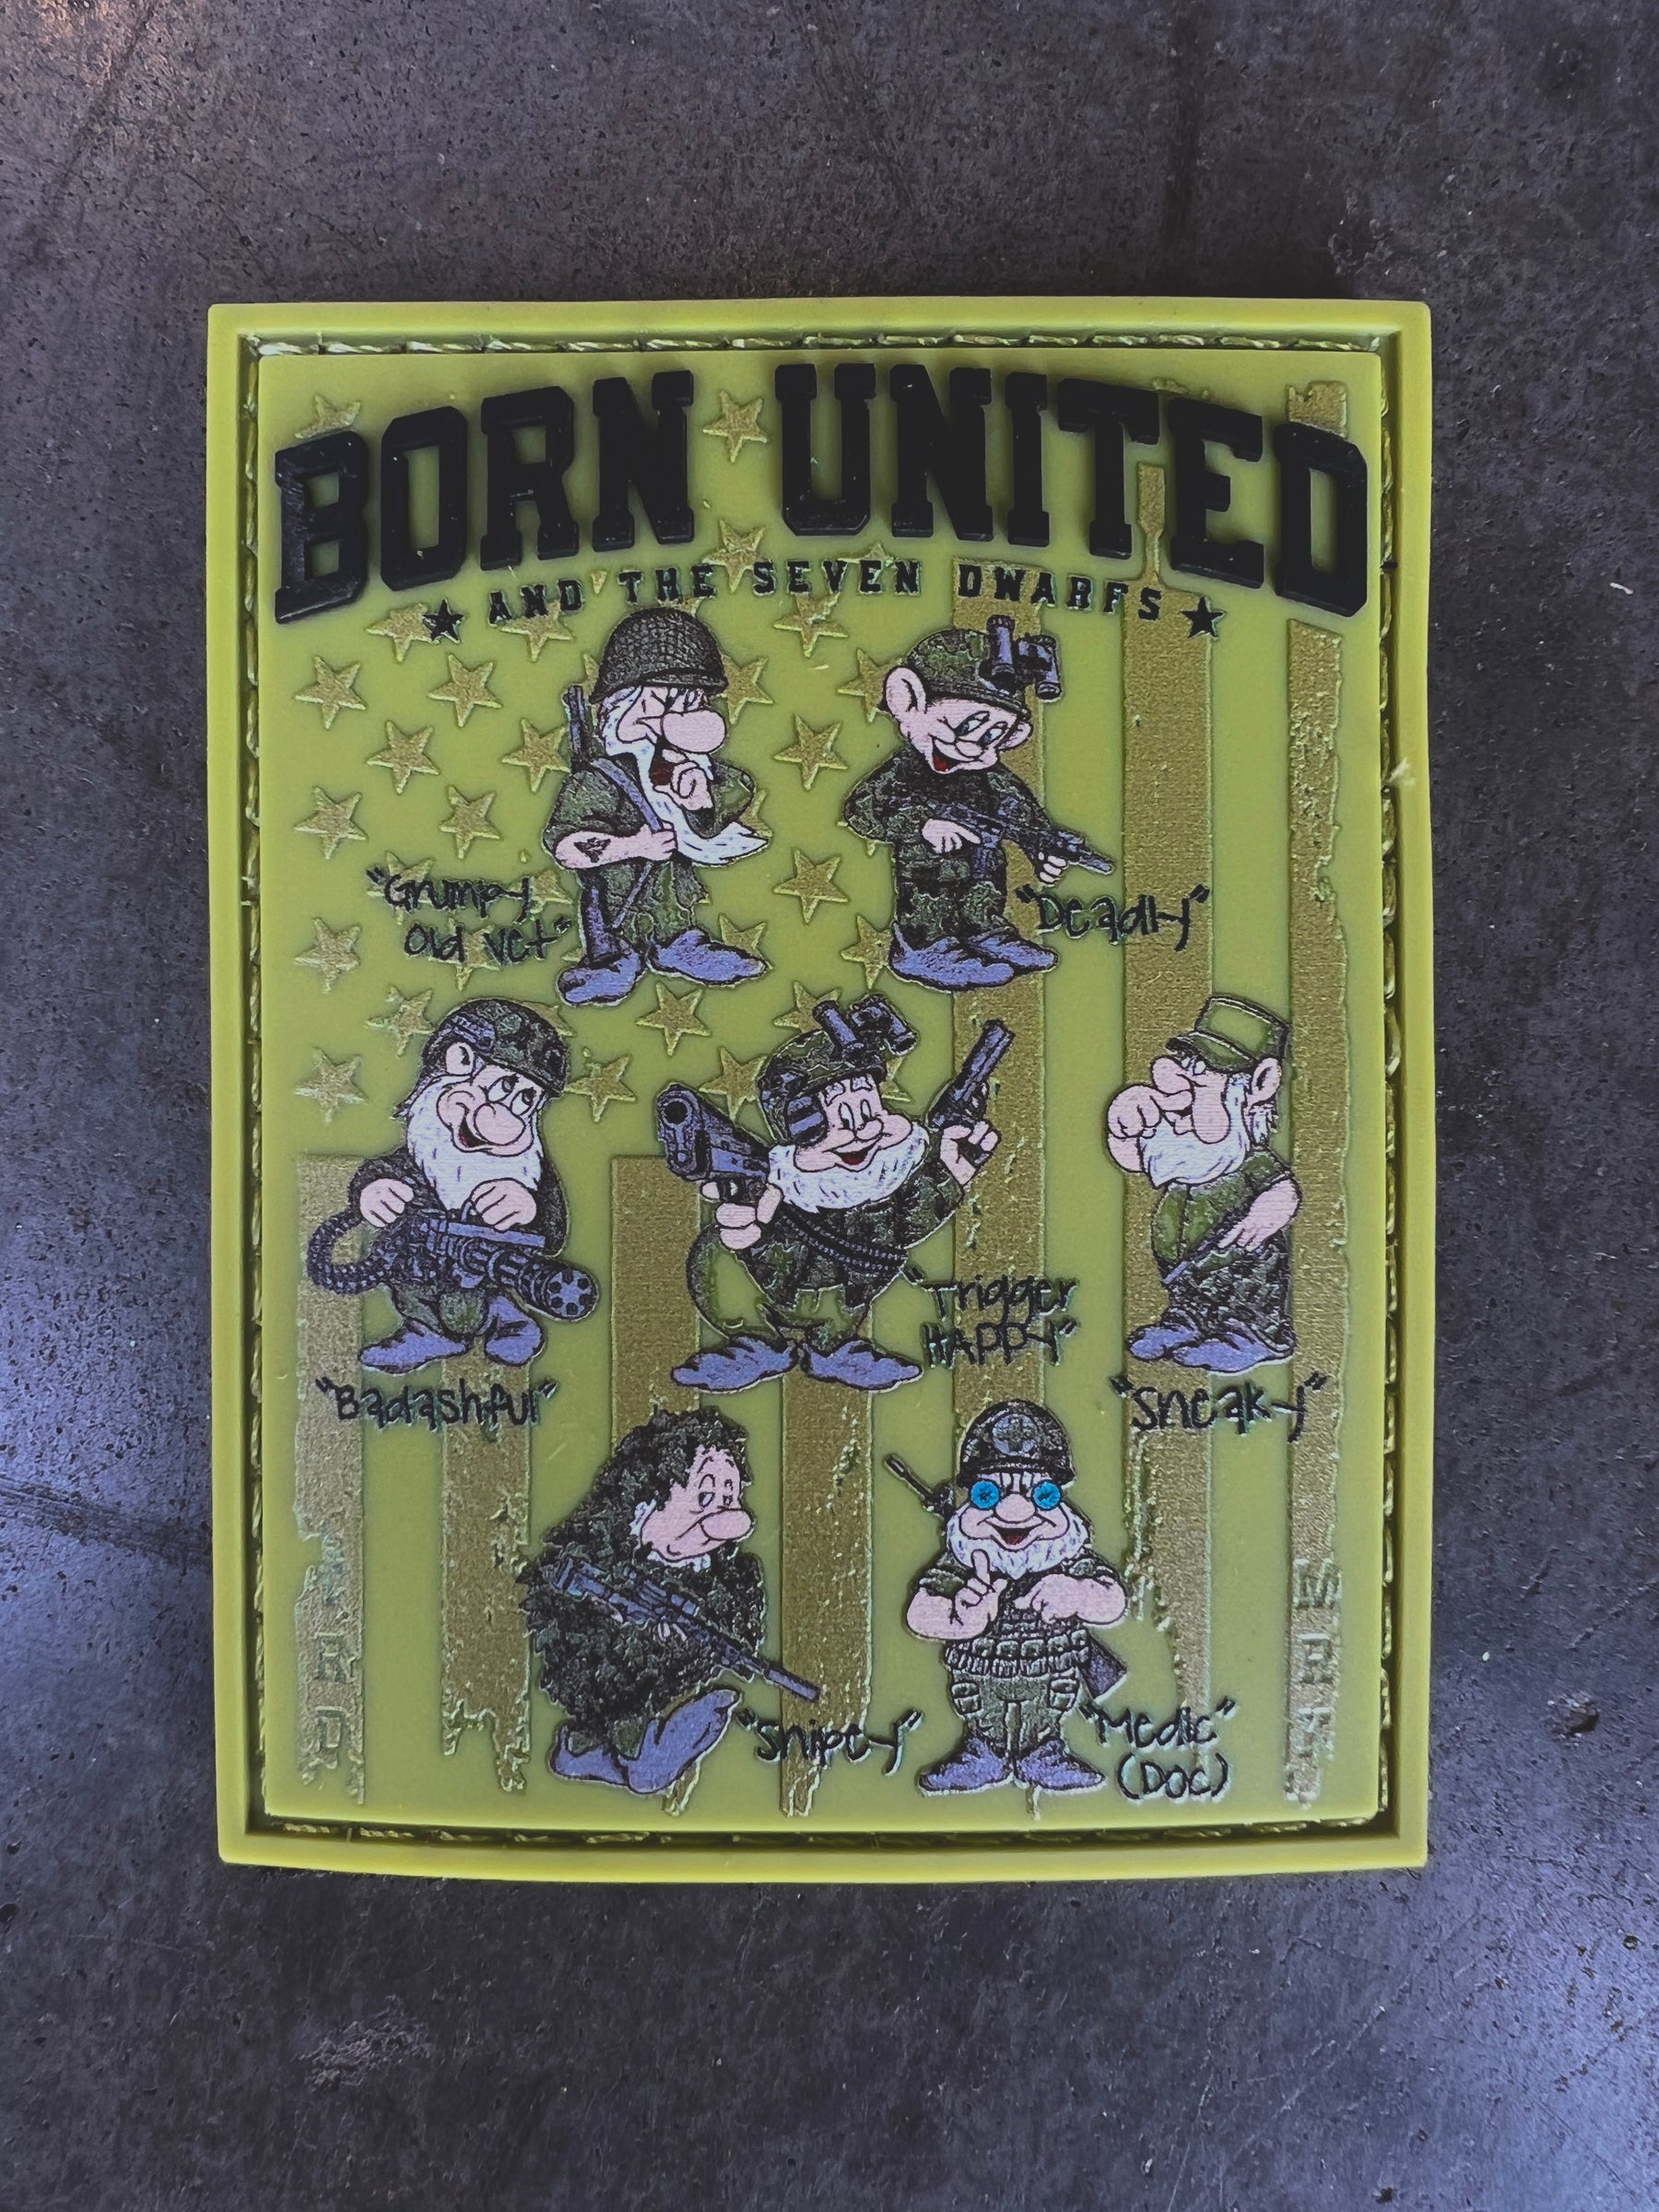 BORN UNITED
★ AND THE SEVEN DWARFS ★
"Grumpy
Old Vet"
"Deadly"
"Badashful"
"Trigger
HAPPY"
"Sneaky"
"Snipey"
"Medic"
(DOC)